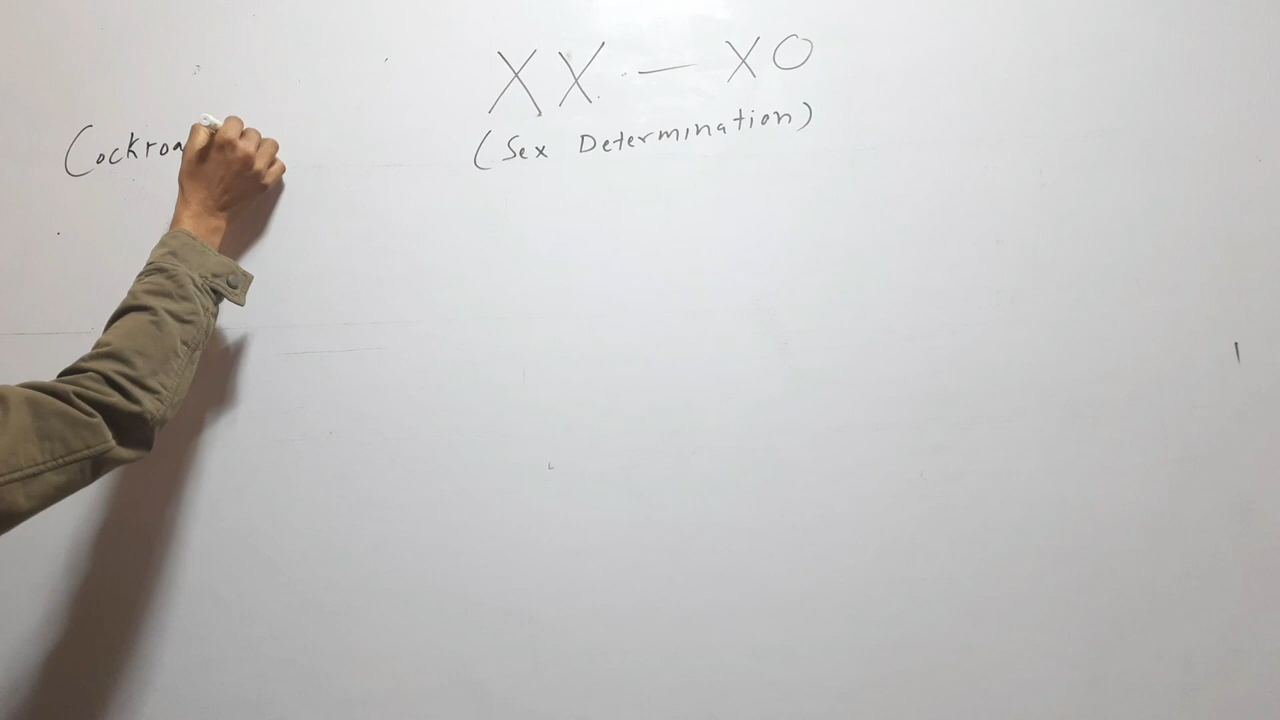 XX — XO
(Sex Determination)
Cockroa